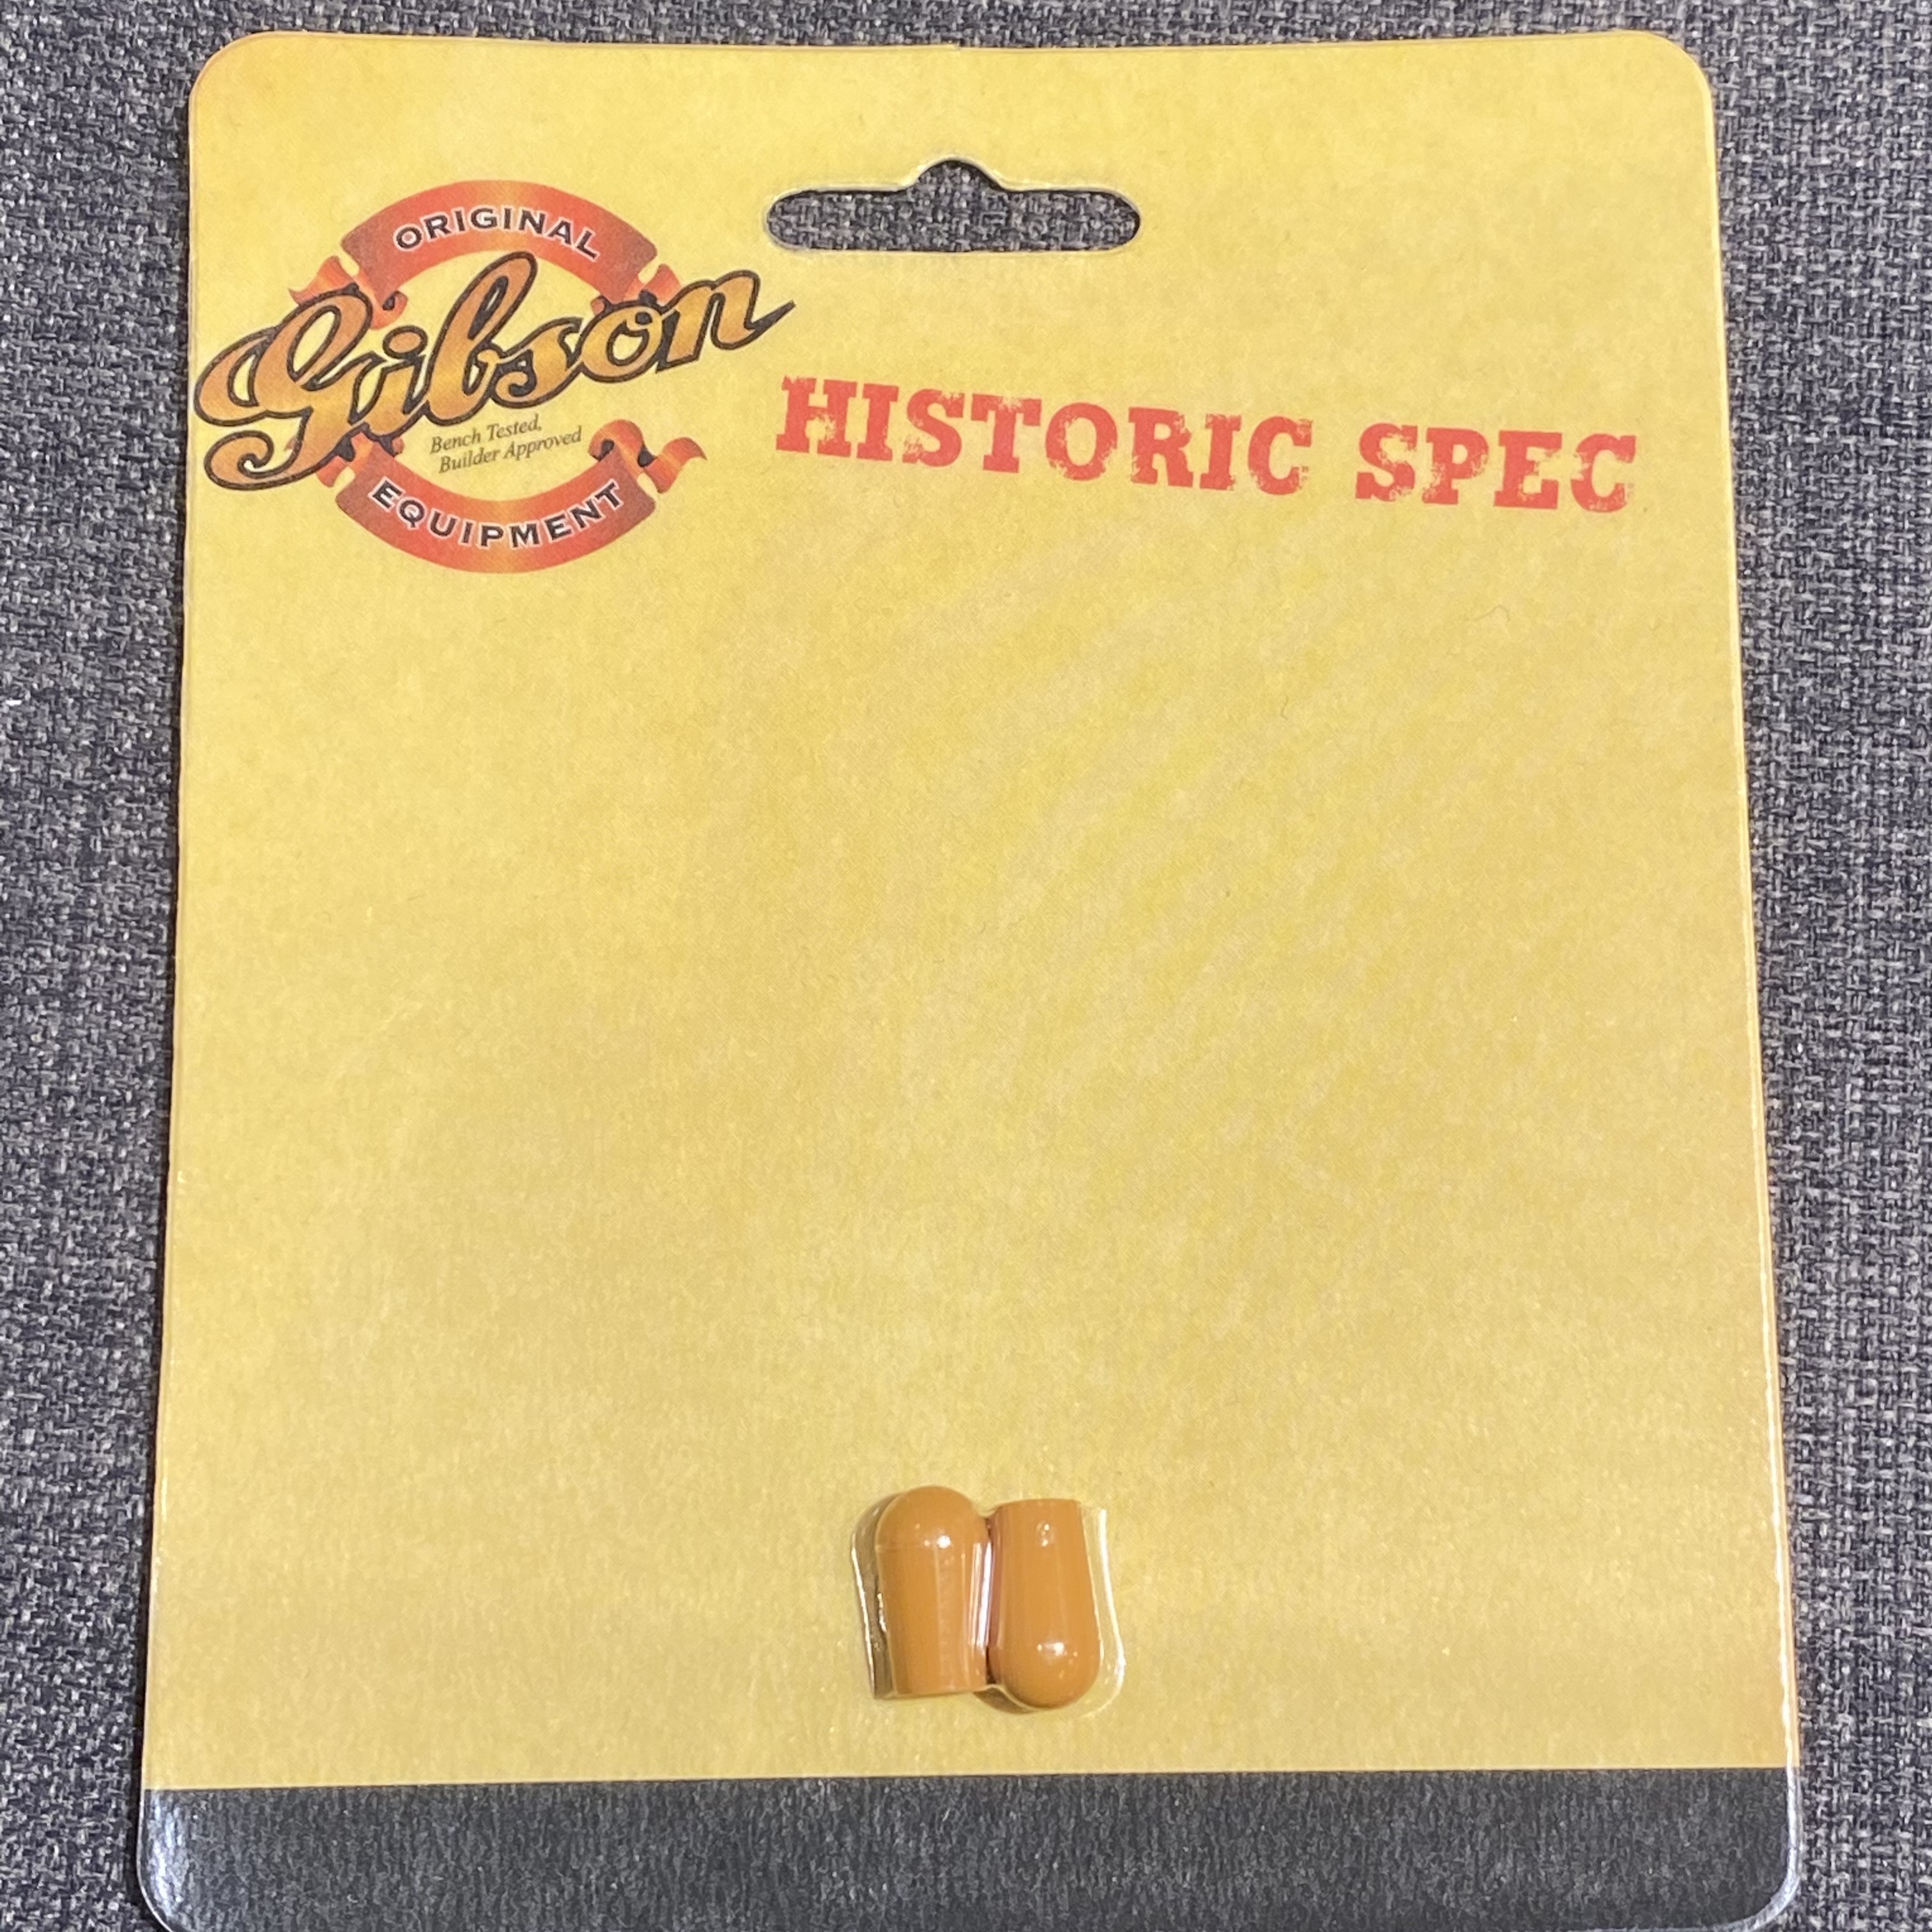 ORIGINAL
Gibson
Bench Tested,
Builder Approved
EQUIPMENT
HISTORIC SPEC